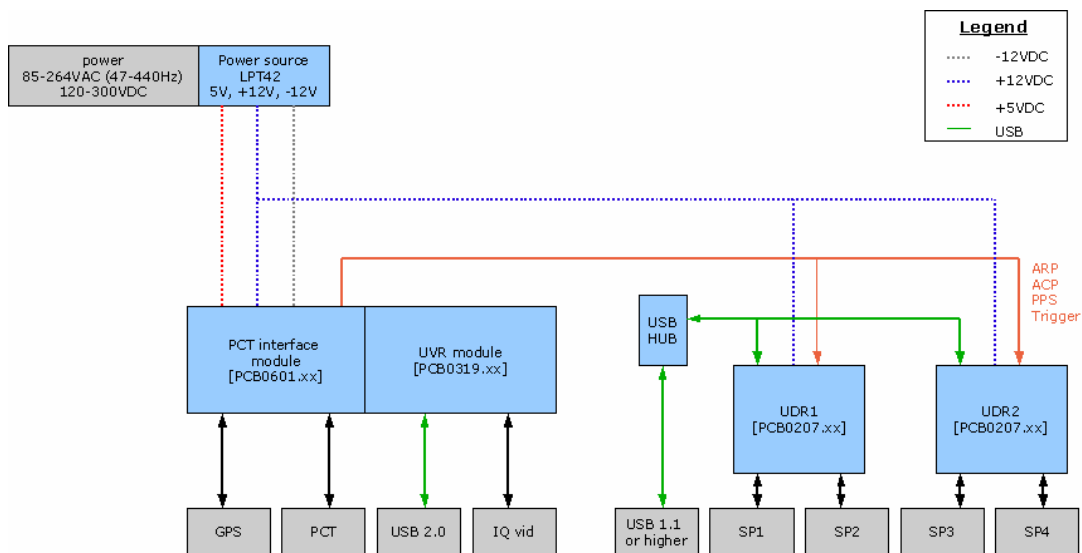 power
85-264VAC (47-440Hz)
120-300VDC
Power source
LPT42
5V, +12V, -12V
Legend
-12VDC
+12VDC
+5VDC
USB
ARP
ACP
PPS
Trigger
PCT interface
module
[PCB0601.xx]
UVR module
[PCB0319.xx]
USB
HUB
UDR1
[PCB0207.xx]
UDR2
[PCB0207.xx]
GPS
PCT
USB 2.0
IQ vid
USB 1.1
or higher
SP1
SP2
SP3
SP4